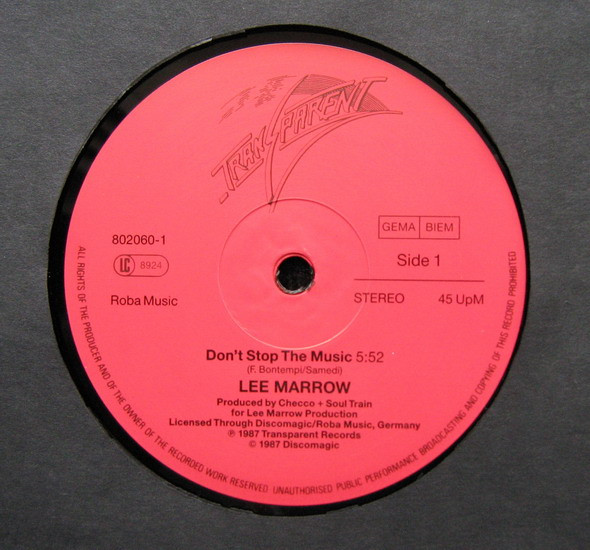 TRANSPARENT
GEMA BIEM
802060-1
LC 8924
Side 1
Roba Music
STEREO 45 UpM
Don't Stop The Music 5:52
(F. Bontempi/Samedi)
LEE MARROW
Produced by Checco + Soul Train
for Lee Marrow Production
Licensed Through Discomagic/Roba Music, Germany
℗ 1987 Transparent Records
© 1987 Discomagic
ALL RIGHTS OF THE PRODUCER AND OF THE OWNER OF THE RECORDED WORK RESERVED UNAUTHORISED PUBLIC PERFORMANCE BROADCASTING AND COPYING OF THIS RECORD PROHIBITED